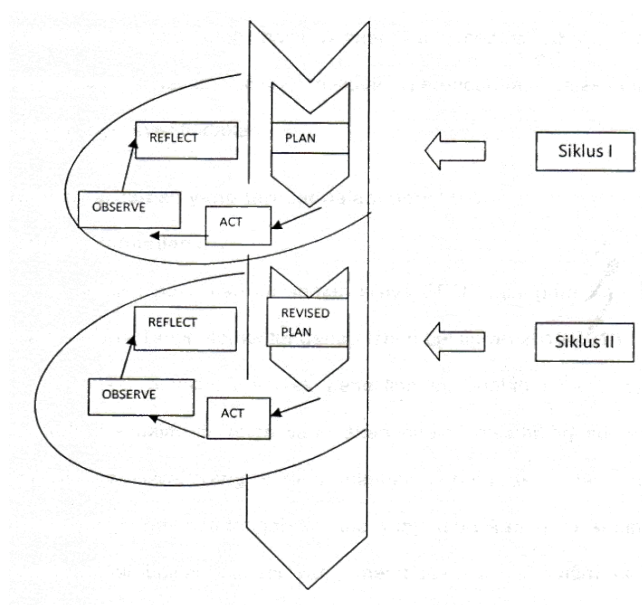 REFLECT
PLAN
Siklus I
OBSERVE
ACT
REFLECT
REVISED
PLAN
Siklus II
OBSERVE
ACT